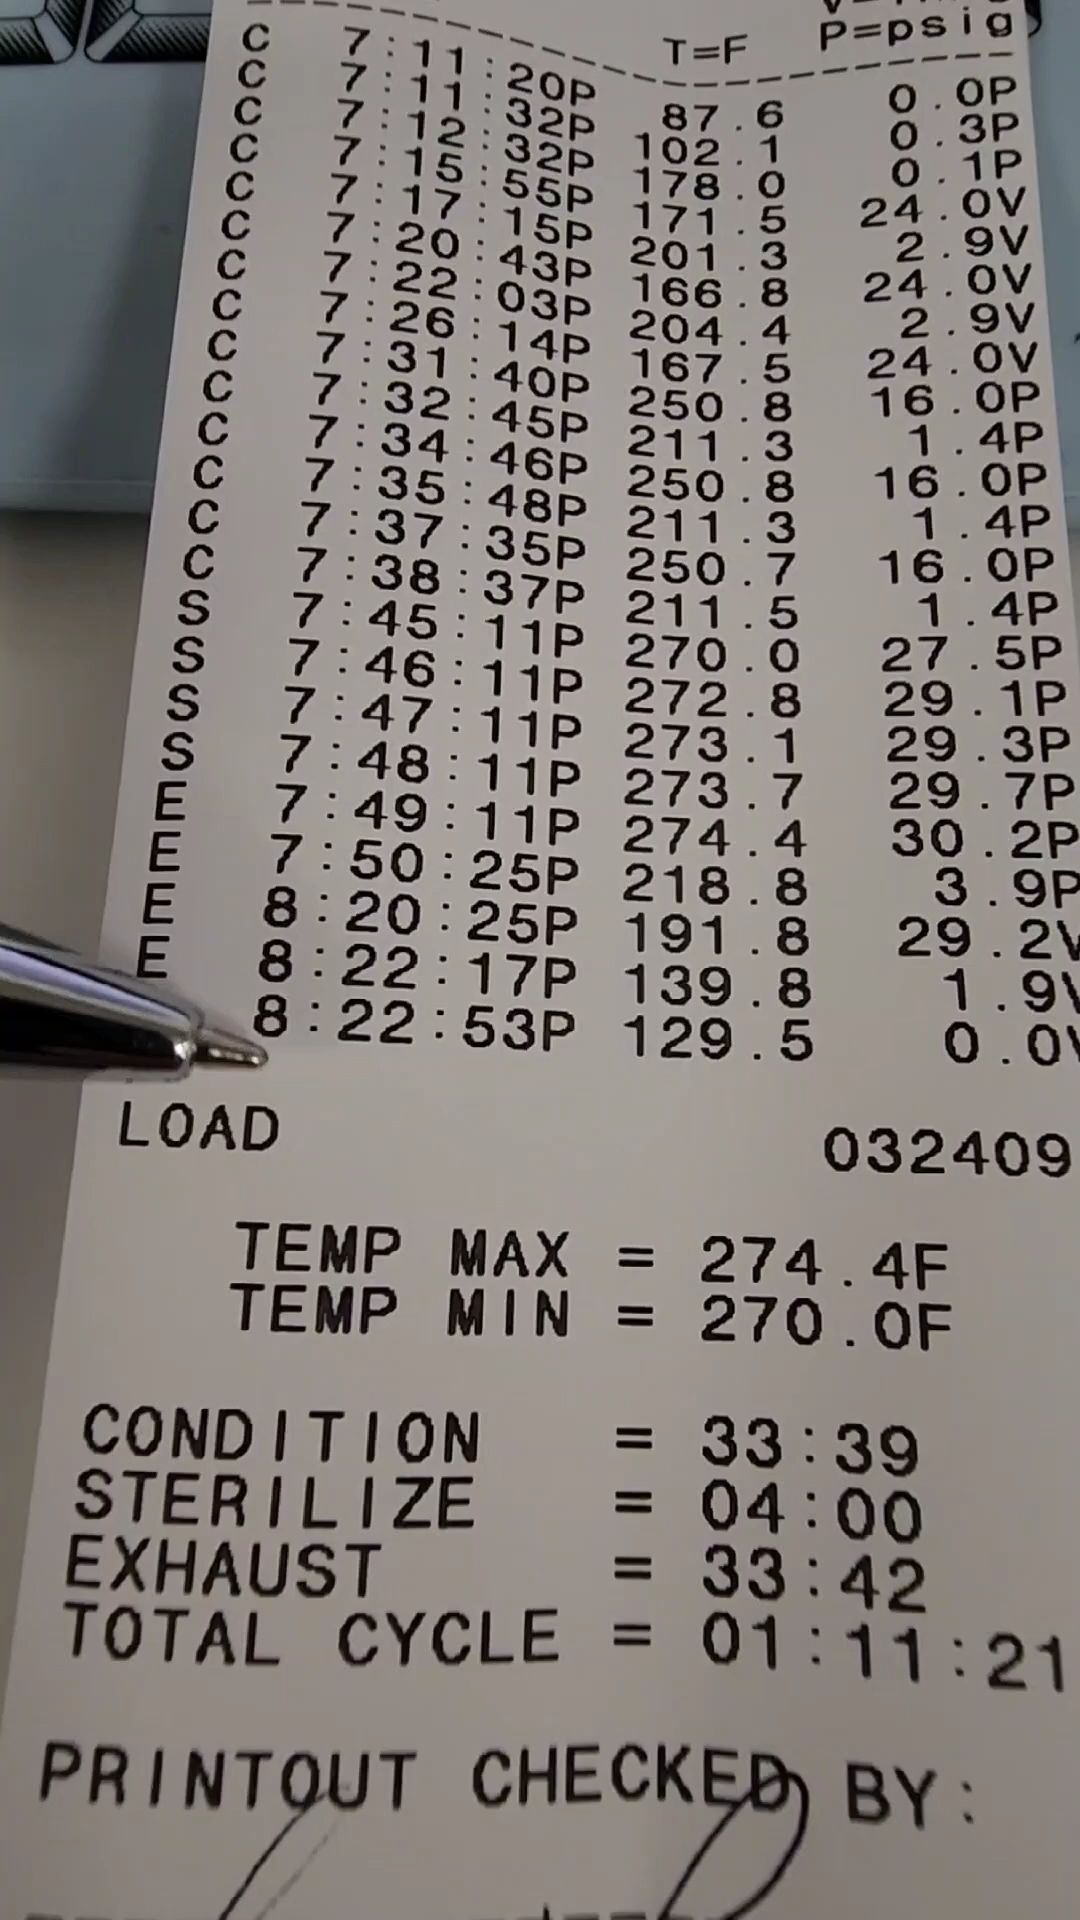 T=F P=psig
C 7:11:20P 87.6 0.0P
C 7:11:32P 102.1 0.3P
C 7:12:32P 178.0 0.1P
C 7:15:55P 171.5 24.0V
C 7:17:15P 201.3 2.9V
C 7:20:43P 166.8 24.0V
C 7:22:03P 204.4 2.9V
C 7:26:14P 167.5 24.0V
C 7:31:40P 250.8 16.0P
C 7:32:45P 211.3 1.4P
C 7:34:46P 250.8 16.0P
C 7:35:48P 211.3 1.4P
C 7:37:35P 250.7 16.0P
C 7:38:37P 211.5 1.4P
S 7:45:11P 270.0 27.5P
S 7:46:11P 272.8 29.1P
S 7:47:11P 273.1 29.3P
S 7:48:11P 273.7 29.7P
E 7:49:11P 274.4 30.2P
E 7:50:25P 218.8 3.9P
E 8:20:25P 191.8 29.2V
E 8:22:17P 139.8 1.9V
8:22:53P 129.5 0.0V
LOAD 032409
TEMP MAX = 274.4F
TEMP MIN = 270.0F
CONDITION = 33:39
STERILIZE = 04:00
EXHAUST = 33:42
TOTAL CYCLE = 01:11:21
PRINTOUT CHECKED BY: